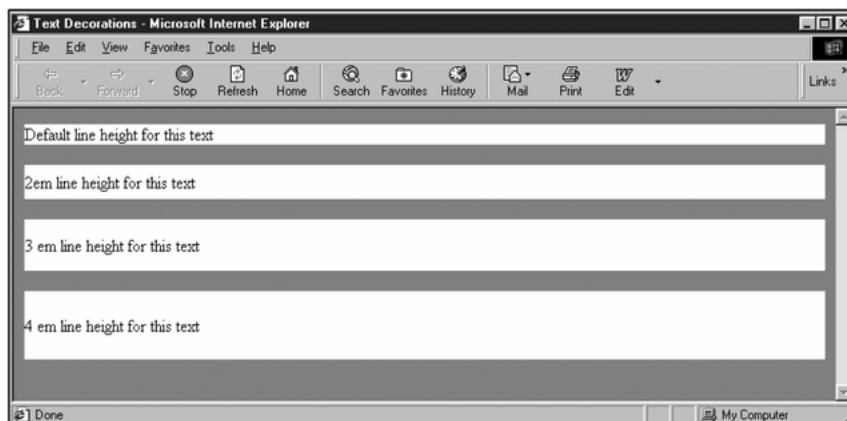 Text Decorations - Microsoft Internet Explorer
File Edit View Favorites Tools Help
Back Forward Stop Refresh Home Search Favorites History Mail Print Edit Links
Default line height for this text
2em line height for this text
3 em line height for this text
4 em line height for this text
Done My Computer